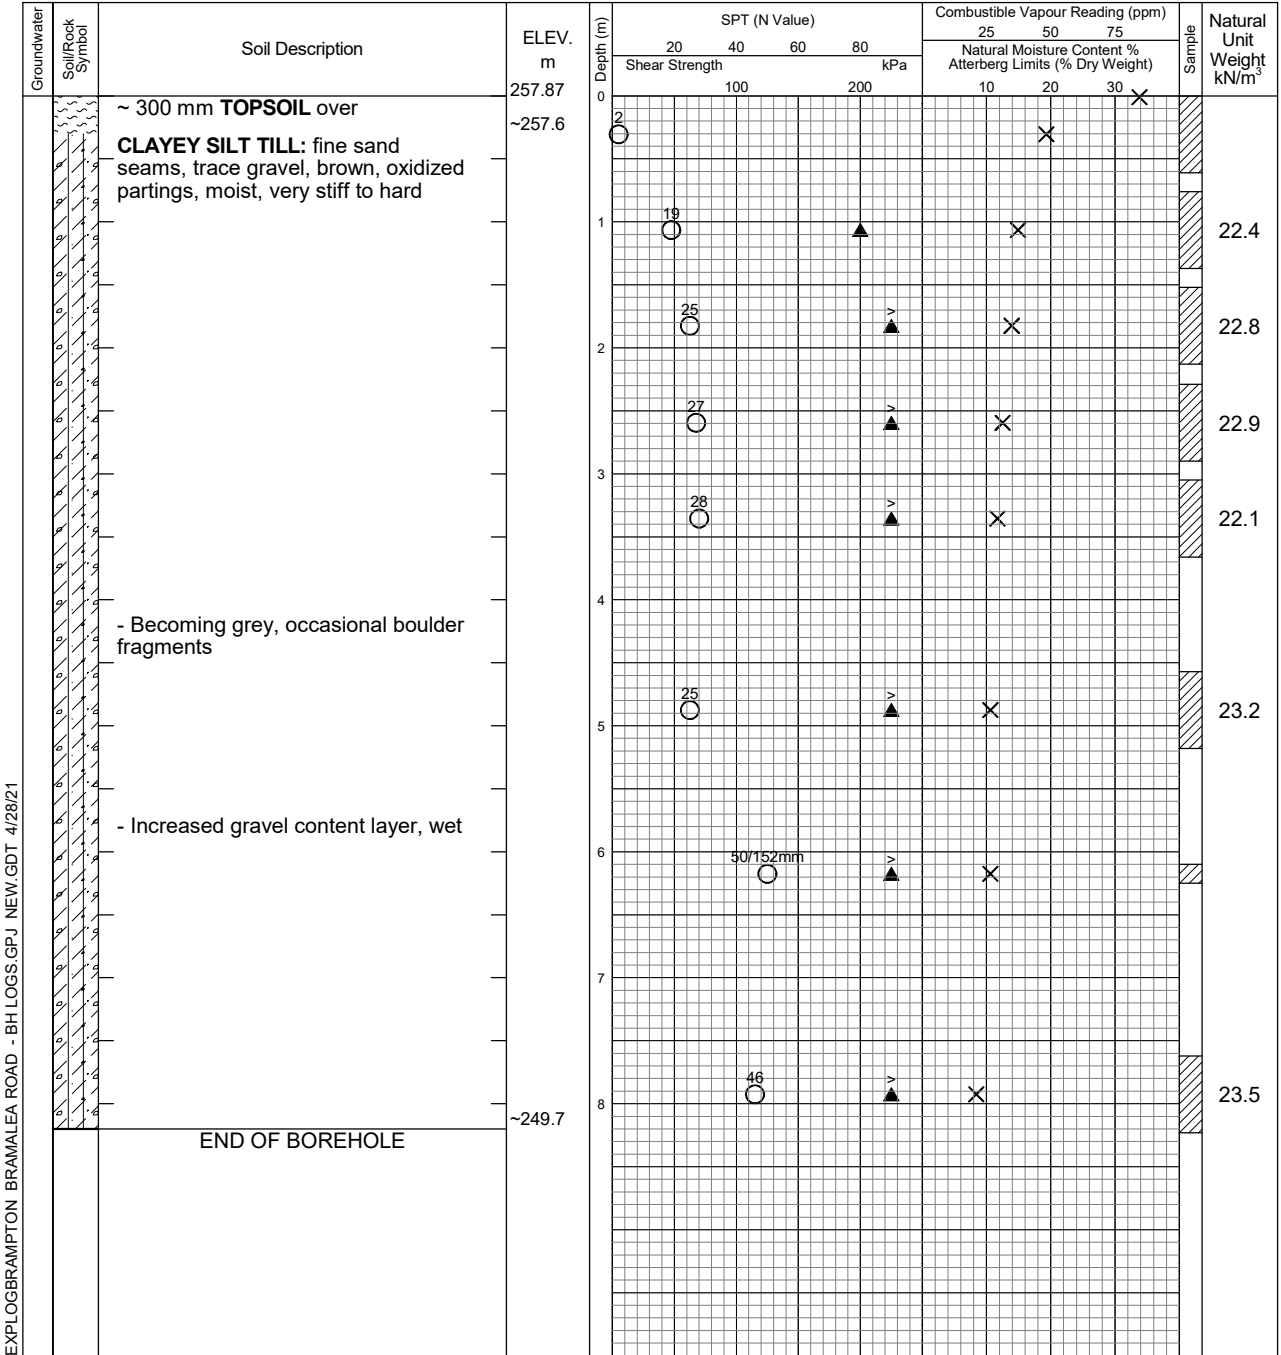 Groundwater
Soil/Rock
Symbol
Soil Description
ELEV.
m
257.87
Depth (m)
SPT (N Value)
20 40 60 80
Shear Strength kPa
100 200
Combustible Vapour Reading (ppm)
25 50 75
Natural Moisture Content %
Atterberg Limits (% Dry Weight)
10 20 30
Sample
Natural
Unit
Weight
kN/m³
0
~ 300 mm TOPSOIL over
~257.6
2
CLAYEY SILT TILL: fine sand
seams, trace gravel, brown, oxidized
partings, moist, very stiff to hard
19
1
22.4
25 >
22.8
2
27 >
22.9
3
28 >
22.1
4
- Becoming grey, occasional boulder
fragments
25 >
23.2
5
- Increased gravel content layer, wet
6
50/152mm >
7
46 >
23.5
8
~249.7
END OF BOREHOLE
EXPLOGBRAMPTON BRAMALEA ROAD - BH LOGS.GPJ NEW.GDT 4/28/21